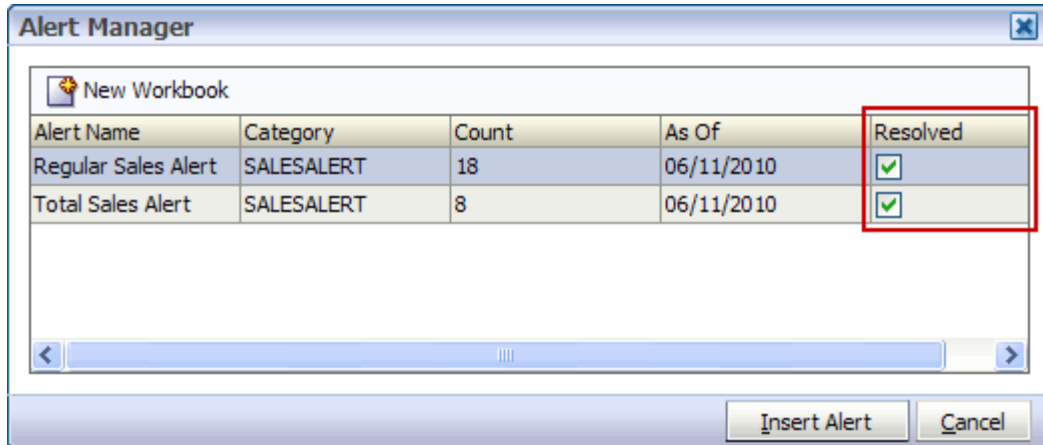 Alert Manager
New Workbook
Alert Name Category Count As Of Resolved
Regular Sales Alert SALESALERT 18 06/11/2010
Total Sales Alert SALESALERT 8 06/11/2010
Insert Alert Cancel